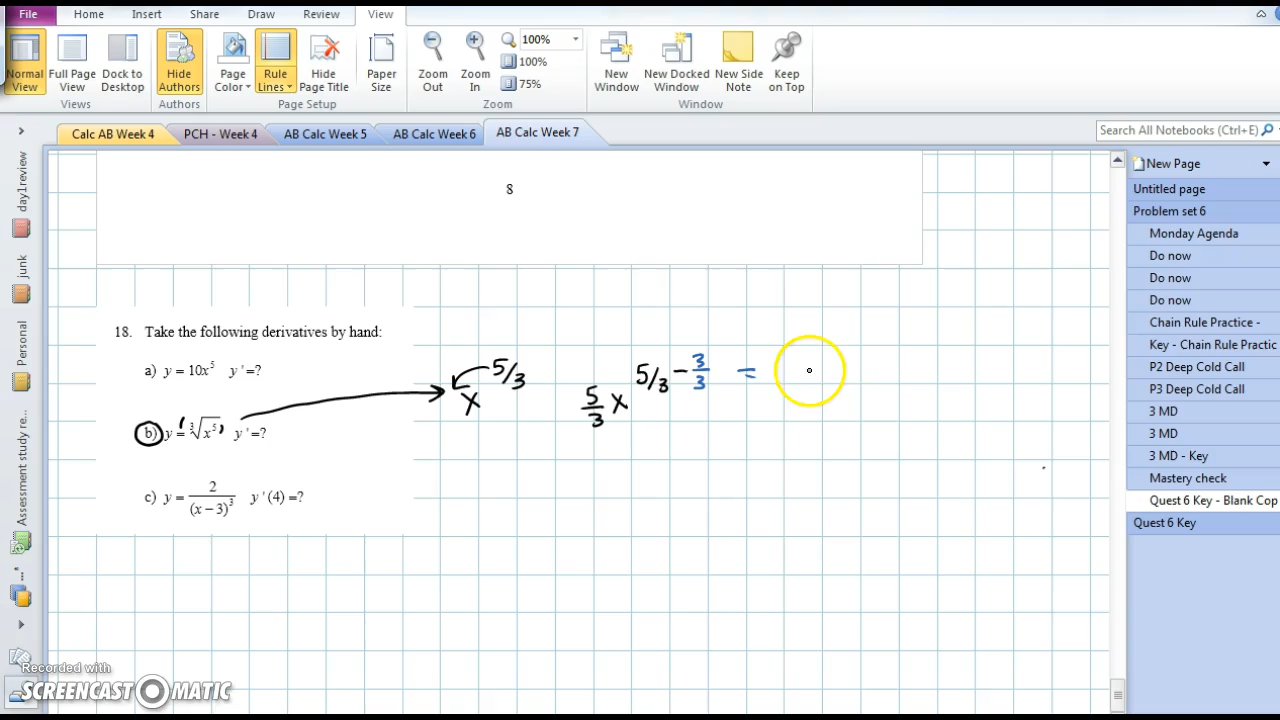 File Home Insert Share Draw Review View
Normal View Full Page View Dock to Desktop Hide Authors Page Color Rule Lines Hide Page Title Paper Size Zoom Out Zoom In 100% 100% 75% New Window New Docked Window New Side Note Keep on Top
Views Authors Page Setup Zoom Window
Calc AB Week 4 PCH - Week 4 AB Calc Week 5 AB Calc Week 6 AB Calc Week 7 Search All Notebooks (Ctrl+E)
day1review
junk
Personal
Assessment study re
8
18. Take the following derivatives by hand:
a) y = 10x⁵ y' =?
b) y = ∛(x⁵) y' =?
c) y = 2/(x − 3)³ y'(4) =?
x 5/3
5/3 x 5/3 − 3/3 =
New Page
Untitled page
Problem set 6
Monday Agenda
Do now
Do now
Do now
Chain Rule Practice -
Key - Chain Rule Practic
P2 Deep Cold Call
P3 Deep Cold Call
3 MD
3 MD
3 MD - Key
Mastery check
Quest 6 Key - Blank Cop
Quest 6 Key
Recorded with
SCREENCAST O MATIC